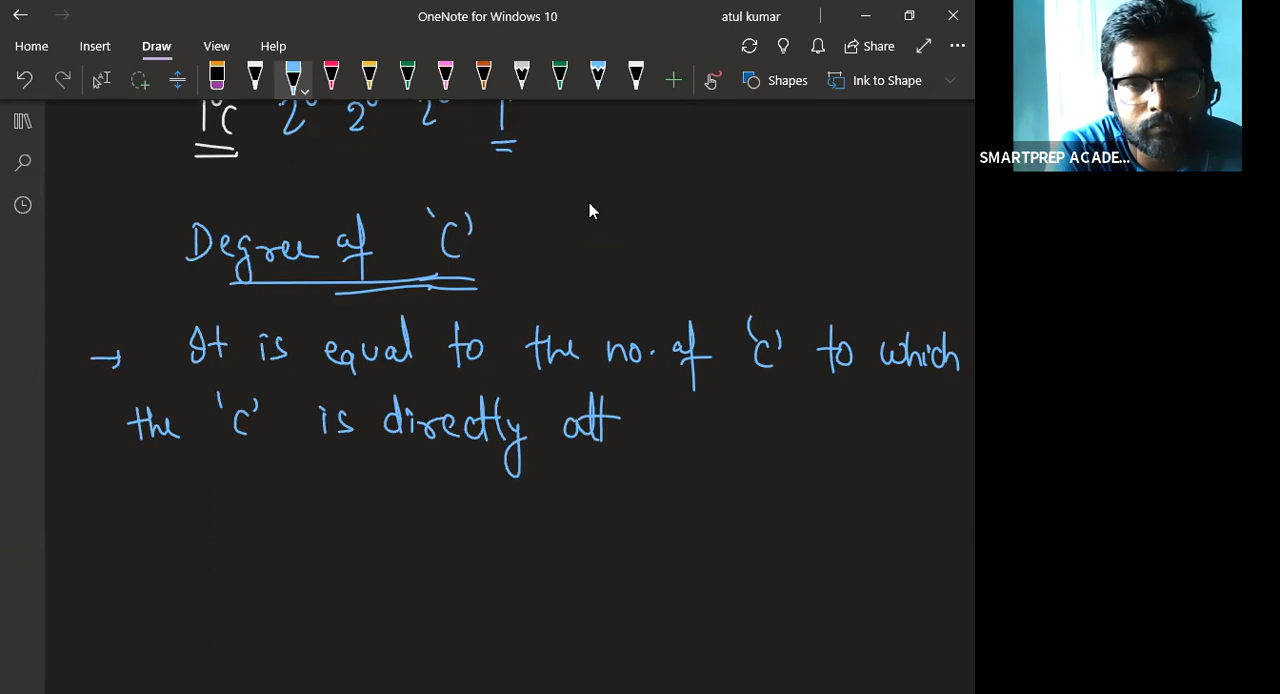 OneNote for Windows 10
atul kumar
Home Insert Draw View Help
Share
Shapes
Ink to Shape
1°C 2° 2° 2° 1°
Degree of 'C'
→ It is equal to the no. of 'C' to which
the 'C' is directly att
SMARTPREP ACADE...